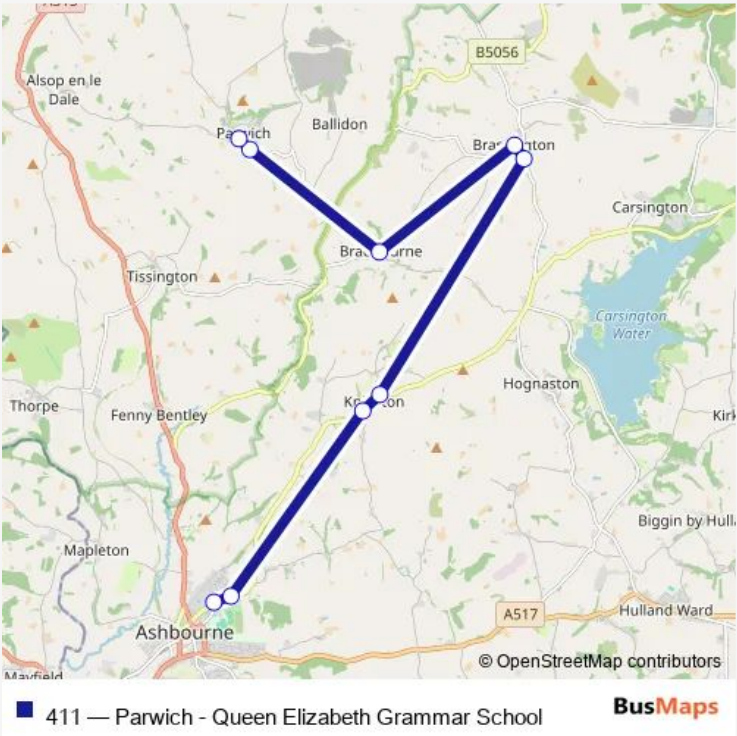 B5056
Alsop en le
Dale
Ballidon
Carsington
Tissington
Carsington
Water
Hognaston
Thorpe
Fenny Bentley
Kirk
Biggin by Hull
Mapleton
A517
Hulland Ward
Ashbourne
© OpenStreetMap contributors
Mayfield
411 — Parwich - Queen Elizabeth Grammar School
BusMaps